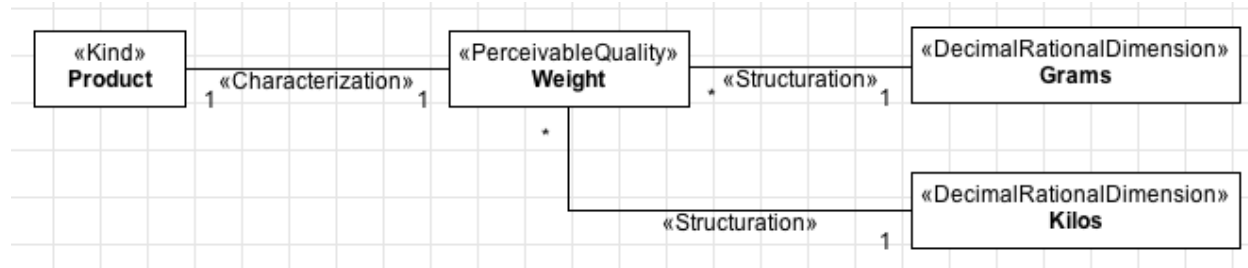 «Kind»
Product
«Characterization»
1
1
«PerceivableQuality»
Weight
«Structuration»
*
1
«DecimalRationalDimension»
Grams
*
«Structuration»
1
«DecimalRationalDimension»
Kilos